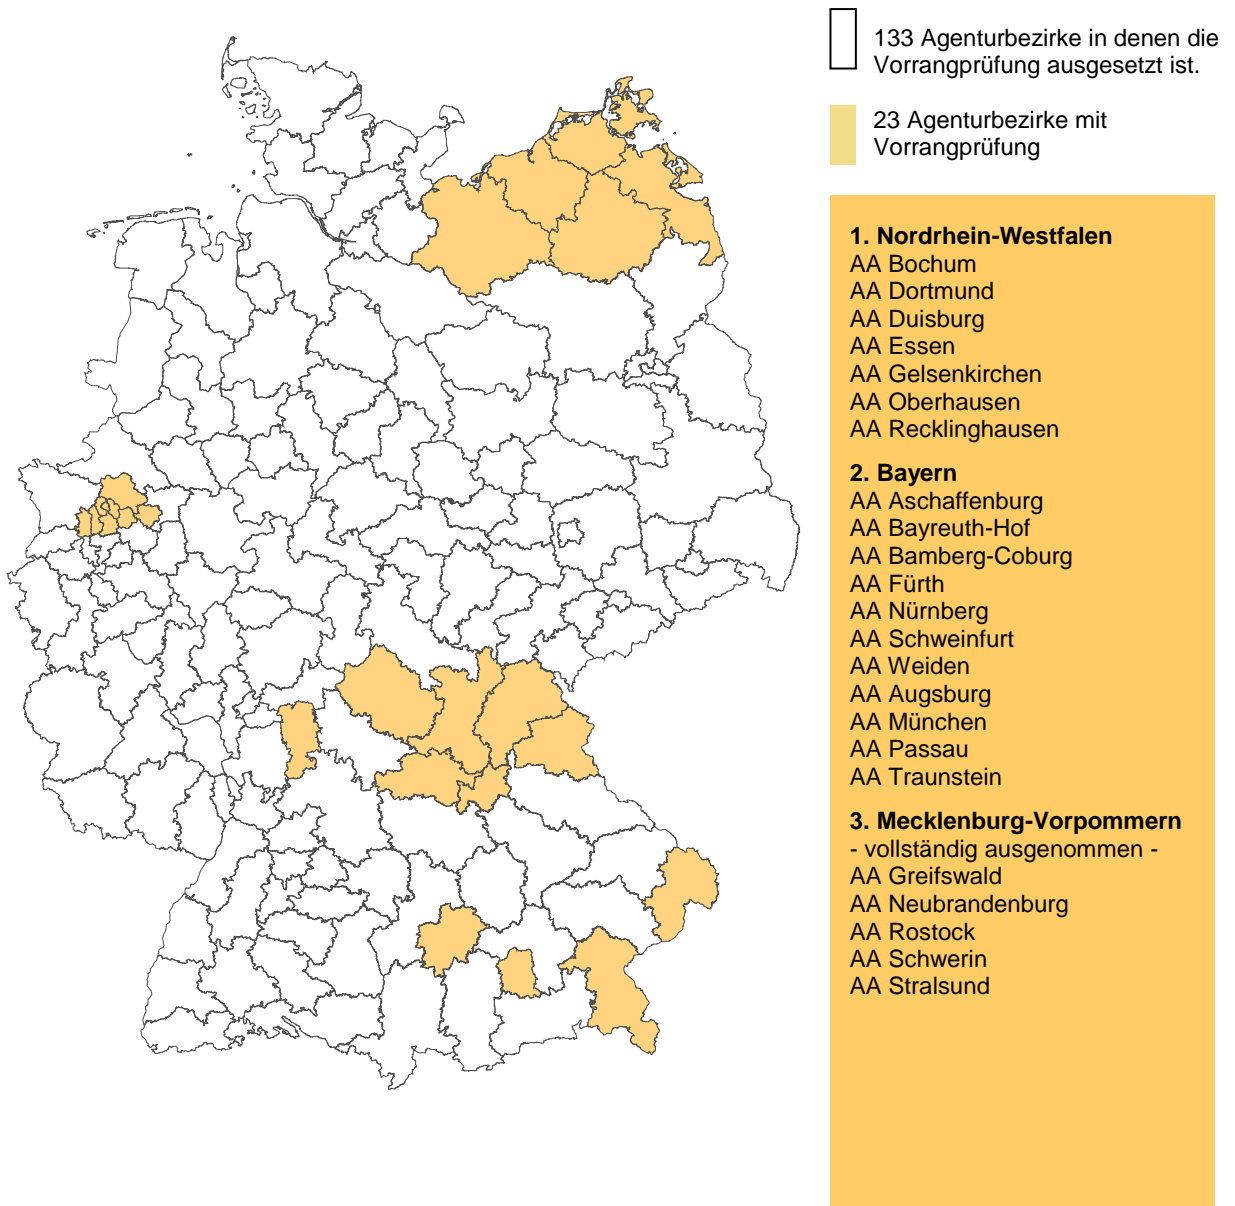 133 Agenturbezirke in denen die
Vorrangprüfung ausgesetzt ist.
23 Agenturbezirke mit
Vorrangprüfung
1. Nordrhein-Westfalen
AA Bochum
AA Dortmund
AA Duisburg
AA Essen
AA Gelsenkirchen
AA Oberhausen
AA Recklinghausen
2. Bayern
AA Aschaffenburg
AA Bayreuth-Hof
AA Bamberg-Coburg
AA Fürth
AA Nürnberg
AA Schweinfurt
AA Weiden
AA Augsburg
AA München
AA Passau
AA Traunstein
3. Mecklenburg-Vorpommern
- vollständig ausgenommen -
AA Greifswald
AA Neubrandenburg
AA Rostock
AA Schwerin
AA Stralsund